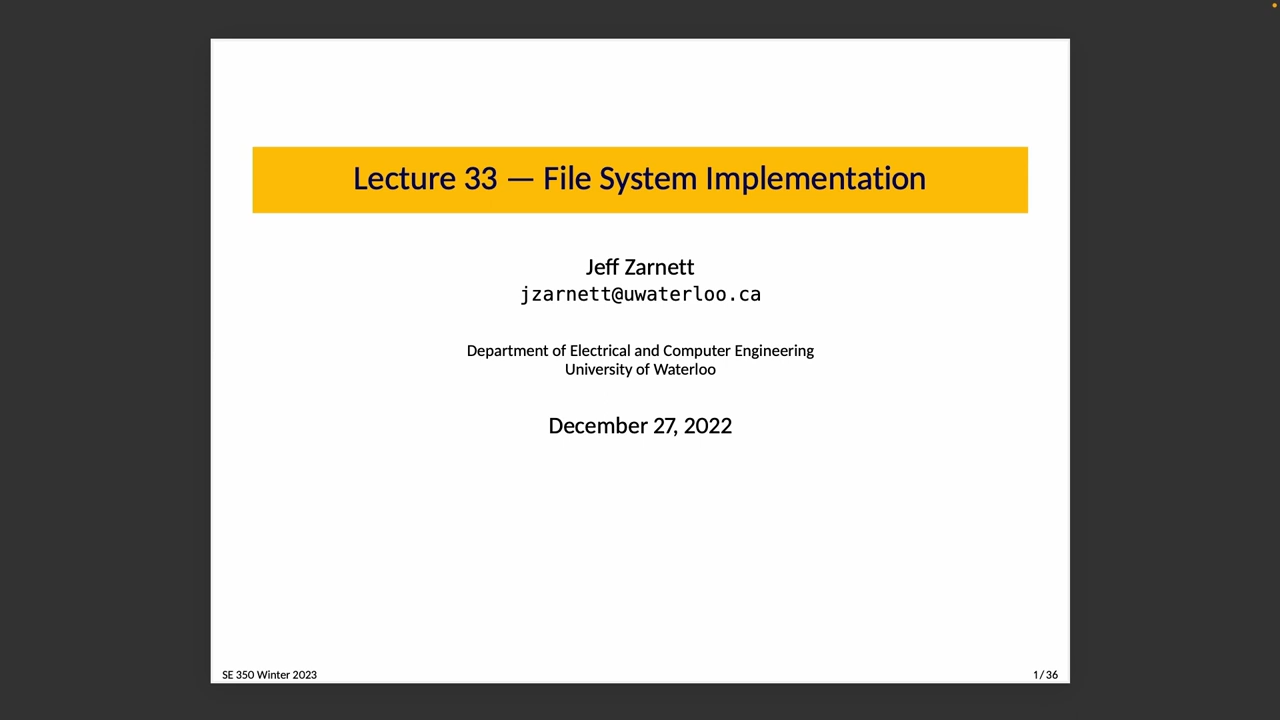 Lecture 33 — File System Implementation
Jeff Zarnett
jzarnett@uwaterloo.ca
Department of Electrical and Computer Engineering
University of Waterloo
December 27, 2022
SE 350 Winter 2023
1 / 36